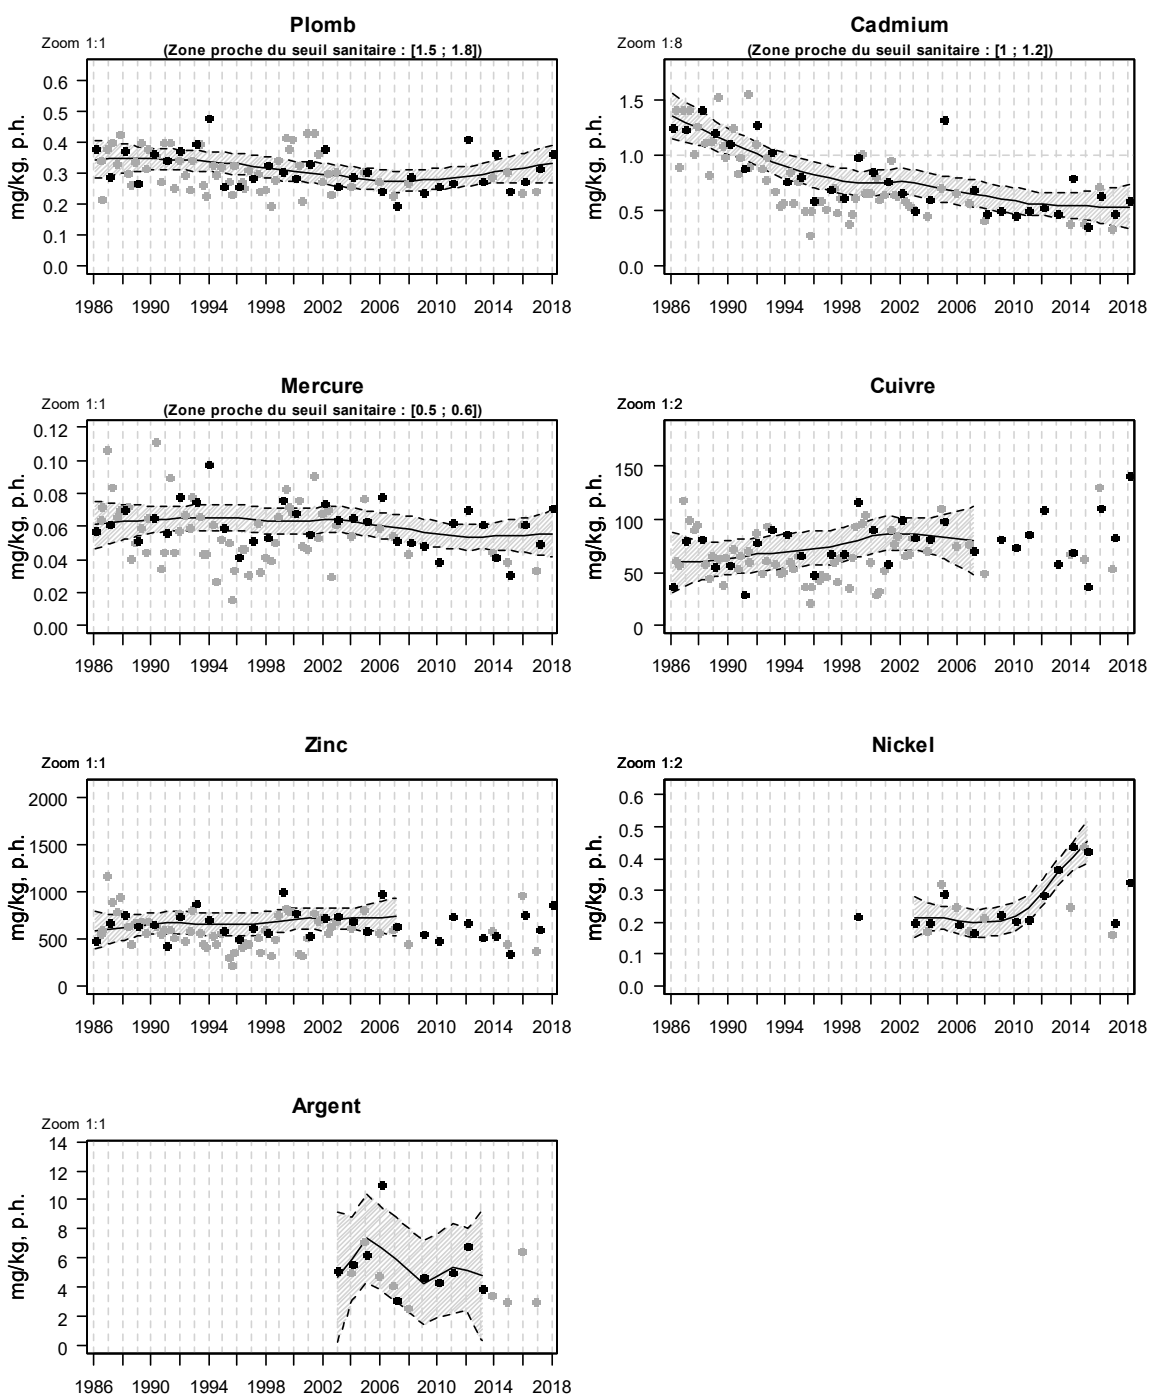 Plomb
Zoom 1:1
(Zone proche du seuil sanitaire : [1.5 ; 1.8])
mg/kg, p.h.
0.6
0.5
0.4
0.3
0.2
0.1
0.0
1986 1990 1994 1998 2002 2006 2010 2014 2018
Cadmium
Zoom 1:8
(Zone proche du seuil sanitaire : [1 ; 1.2])
mg/kg, p.h.
1.5
1.0
0.5
0.0
1986 1990 1994 1998 2002 2006 2010 2014 2018
Mercure
Zoom 1:1
(Zone proche du seuil sanitaire : [0.5 ; 0.6])
mg/kg, p.h.
0.12
0.10
0.08
0.06
0.04
0.02
0.00
1986 1990 1994 1998 2002 2006 2010 2014 2018
Cuivre
Zoom 1:2
mg/kg, p.h.
150
100
50
0
1986 1990 1994 1998 2002 2006 2010 2014 2018
Zinc
Zoom 1:1
mg/kg, p.h.
2000
1500
1000
500
0
1986 1990 1994 1998 2002 2006 2010 2014 2018
Nickel
Zoom 1:2
mg/kg, p.h.
0.6
0.5
0.4
0.3
0.2
0.1
0.0
1986 1990 1994 1998 2002 2006 2010 2014 2018
Argent
Zoom 1:1
mg/kg, p.h.
14
12
10
8
6
4
2
0
1986 1990 1994 1998 2002 2006 2010 2014 2018